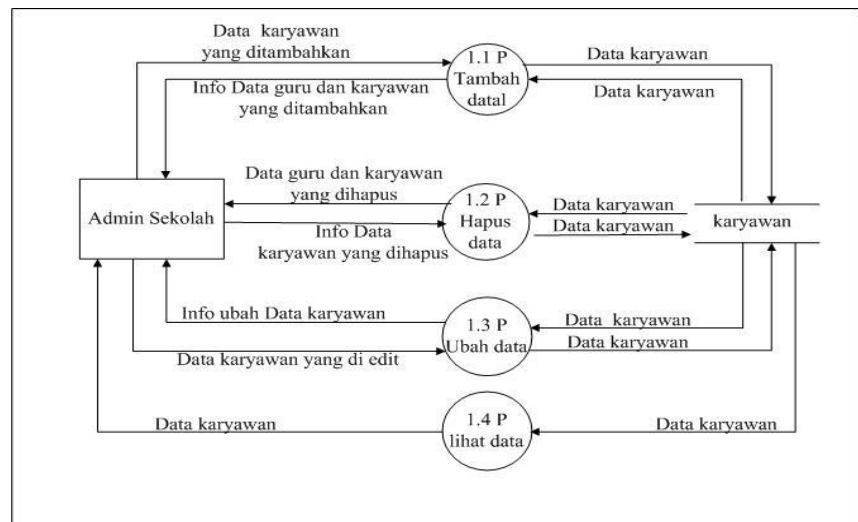 Data karyawan
yang ditambahkan
1.1 P
Tambah
datal
Data karyawan
Info Data guru dan karyawan
yang ditambahkan
Data karyawan
Data guru dan karyawan
yang dihapus
1.2 P
Hapus
data
Data karyawan
Admin Sekolah
karyawan
Info Data
karyawan yang dihapus
Data karyawan
Info ubah Data karyawan
1.3 P
Ubah data
Data karyawan
Data karyawan yang di edit
Data karyawan
1.4 P
lihat data
Data karyawan
Data karyawan